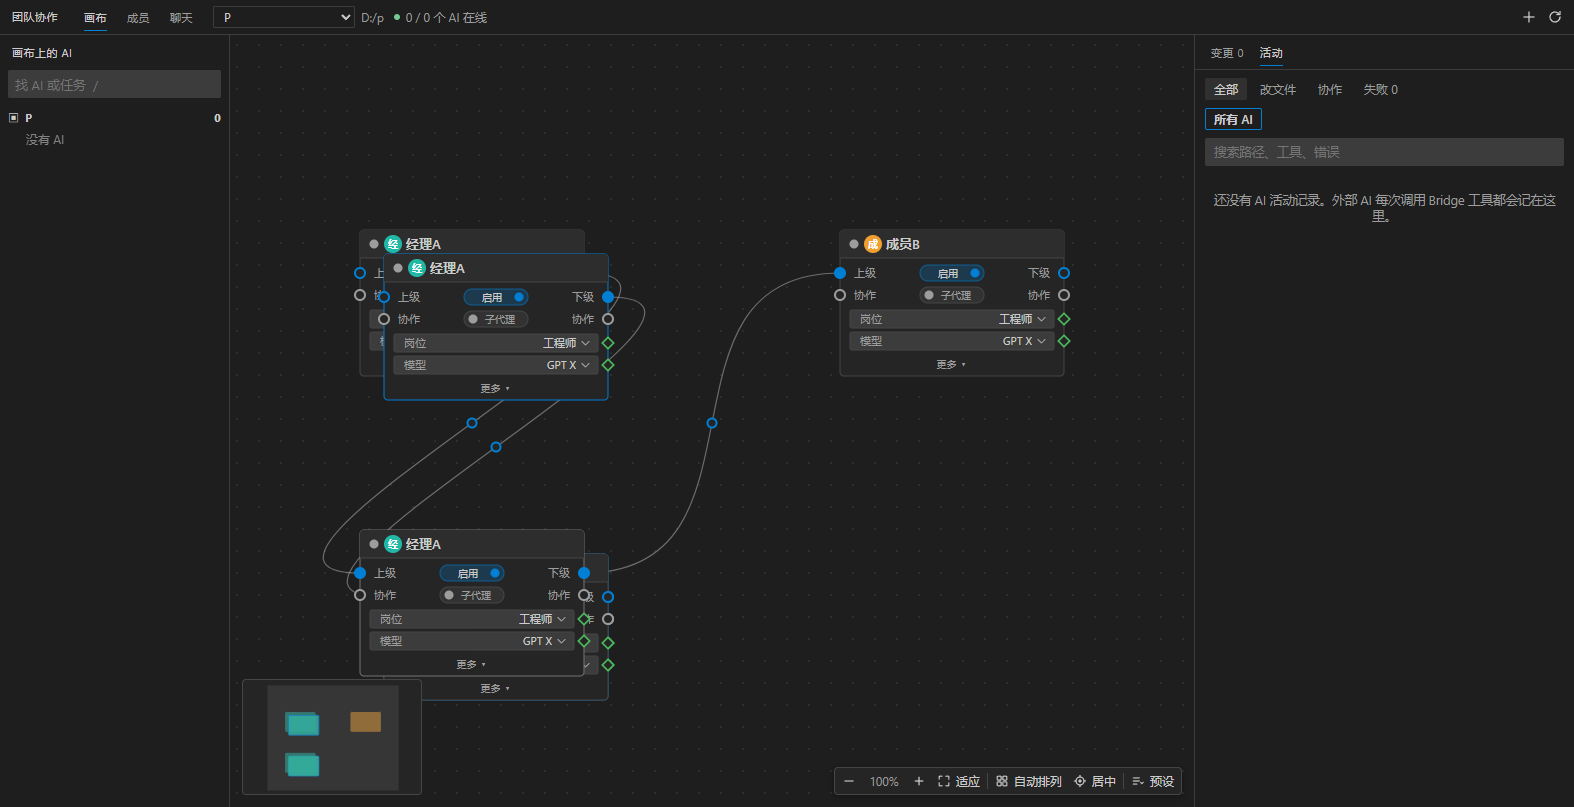 团队协作 画布 成员 聊天 P D:/p 0 / 0 个 AI 在线
画布上的 AI
找 AI 或任务 /
P 0
没有 AI
经理A
上
经理A
上级 启用 下级
协作 子代理 协作
岗位 工程师
模型 GPT X
更多
成员B
上级 启用 下级
协作 子代理 协作
岗位 工程师
模型 GPT X
更多
经理A
上级 启用 下级
协作 子代理 协作
岗位 工程师
模型 GPT X
更多
更多
100% 适应 自动排列 居中 预设
变更 0 活动
全部 改文件 协作 失败 0
所有 AI
搜索路径、工具、错误
还没有 AI 活动记录。外部 AI 每次调用 Bridge 工具都会记在这
里。